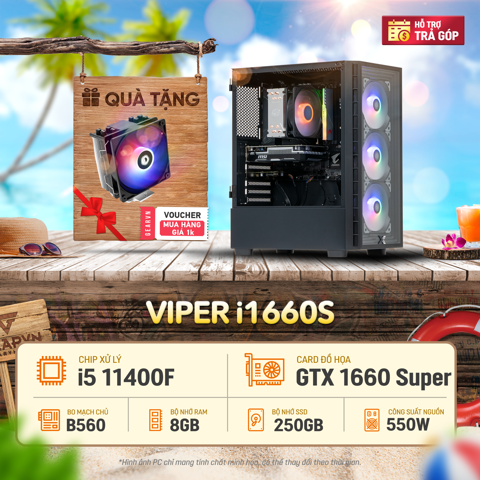 HỖ TRỢ
TRẢ GÓP
QUÀ TẶNG
GEARVN
VOUCHER
MUA HÀNG
GIÁ 1k
VIPER i1660S
CHIP XỬ LÝ
i5 11400F
CARD ĐỒ HỌA
GTX 1660 Super
BO MẠCH CHỦ
B560
BỘ NHỚ RAM
8GB
BỘ NHỚ SSD
250GB
CÔNG SUẤT NGUỒN
550W
*Hình ảnh PC chỉ mang tính chất minh họa, có thể thay đổi theo thời gian.